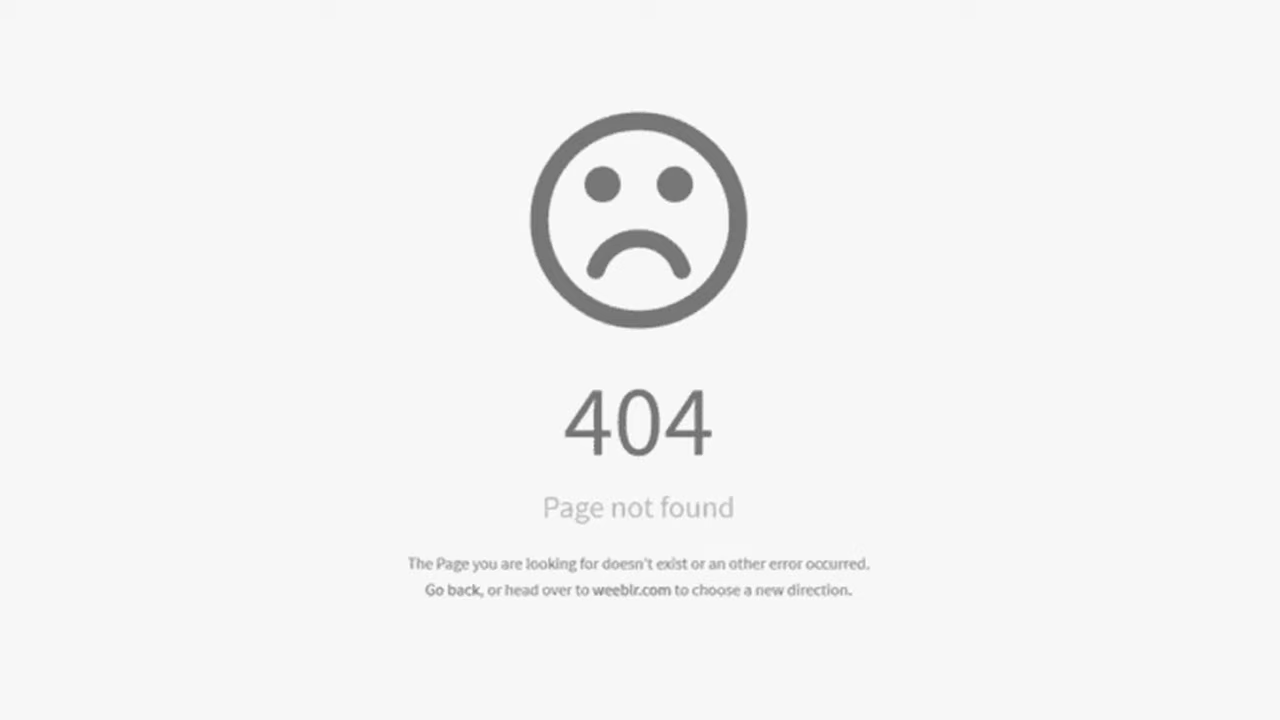 404
Page not found
The Page you are looking for doesn't exist or an other error occurred.
Go back, or head over to weeblr.com to choose a new direction.